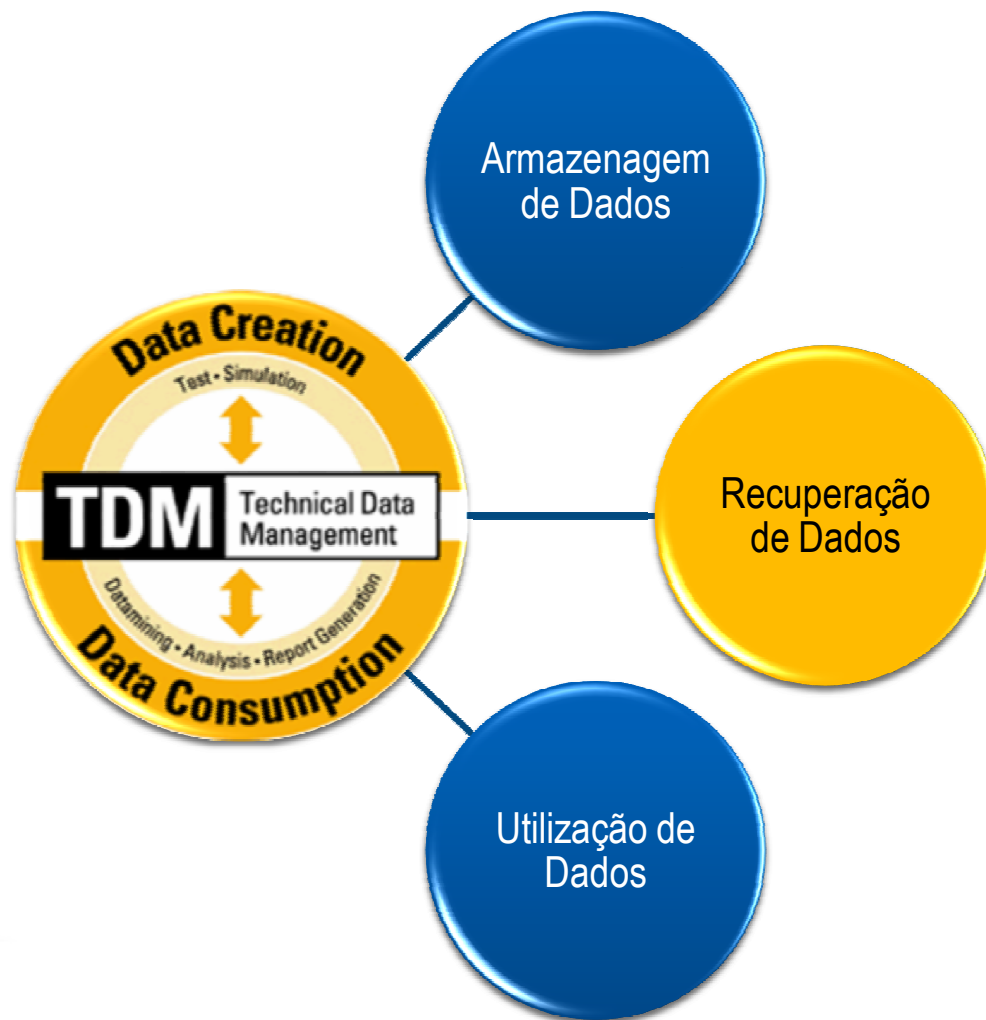 Armazenagem
de Dados
Data Creation
Test • Simulation
TDM
Technical Data
Management
Datamining • Analysis • Report Generation
Data Consumption
Recuperação
de Dados
Utilização de
Dados